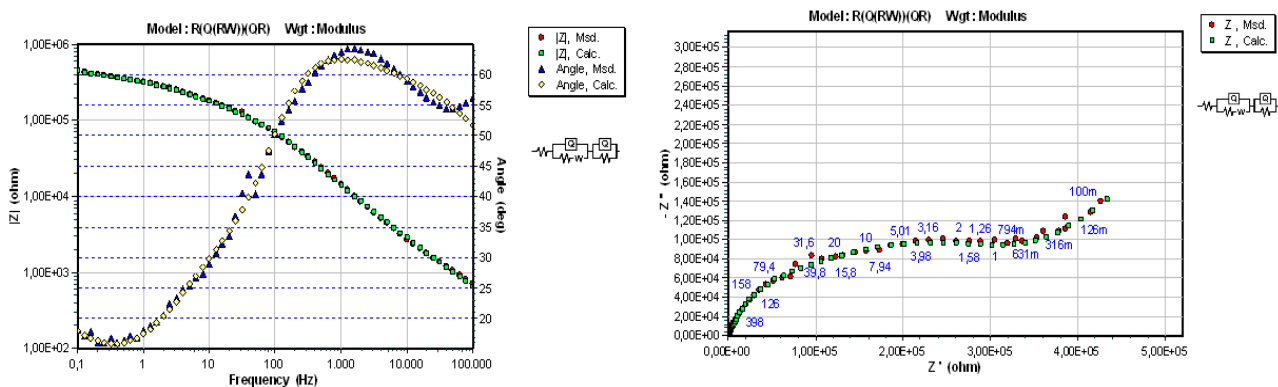 Model : R(Q(RW))(QR) Wgt : Modulus
|Z| (ohm)
1,00E+06
1,00E+05
1,00E+04
1,00E+03
1,00E+02
0,1
1
10
100
1.000
10.000
100.000
Frequency (Hz)
60
55
50
45
40
35
30
25
20
Angle (deg)
|Z|, Msd.
|Z|, Calc.
Angle, Msd.
Angle, Calc.
Q
W
Q
Model : R(Q(RW))(QR) Wgt : Modulus
- Z '' (ohm)
3,00E+05
2,80E+05
2,60E+05
2,40E+05
2,20E+05
2,00E+05
1,80E+05
1,60E+05
1,40E+05
1,20E+05
1,00E+05
8,00E+04
6,00E+04
4,00E+04
2,00E+04
0,00E+00
0,00E+00
1,00E+05
2,00E+05
3,00E+05
4,00E+05
5,00E+05
Z ' (ohm)
398
158
126
79,4
31,6
39,8
20
15,8
10
7,94
5,01
3,98
3,16
2
1,58
1,26
1
794m
631m
316m
126m
100m
Z , Msd.
Z , Calc.
Q
W
Q